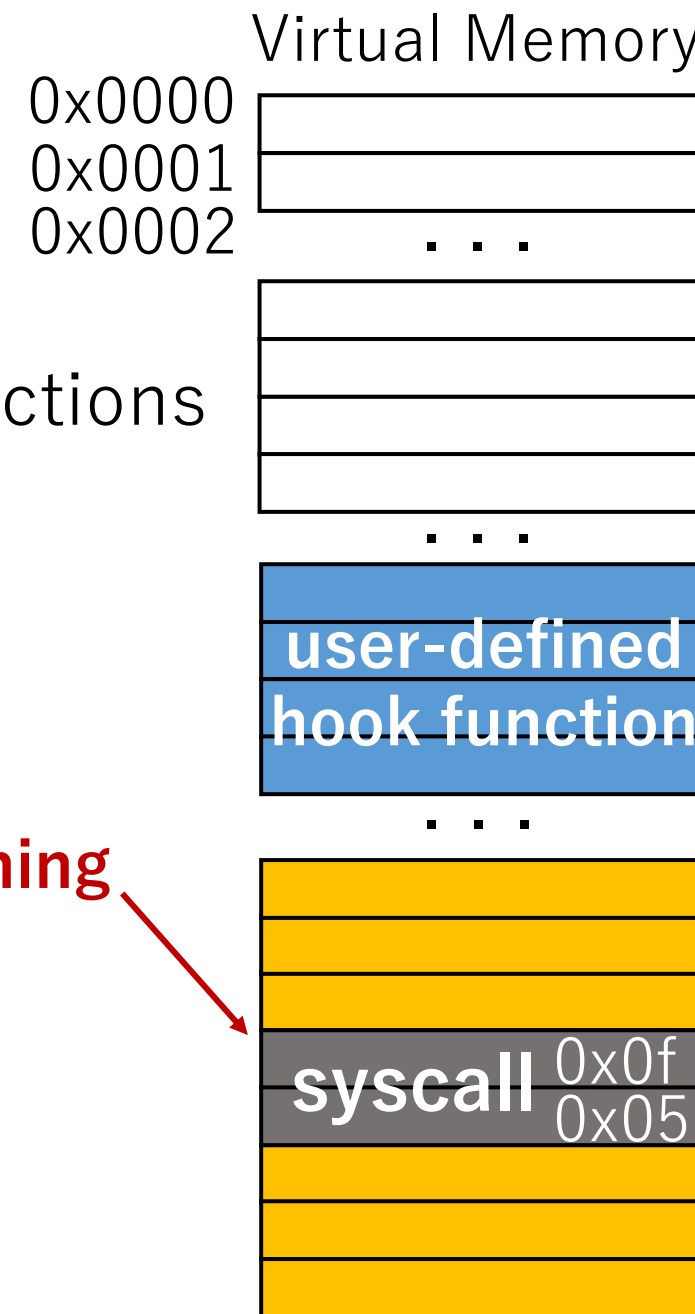 Virtual Memory
0x0000
0x0001
0x0002
. . .
ctions
. . .
user-defined
hook function
. . .
ning
syscall 0x0f
0x05